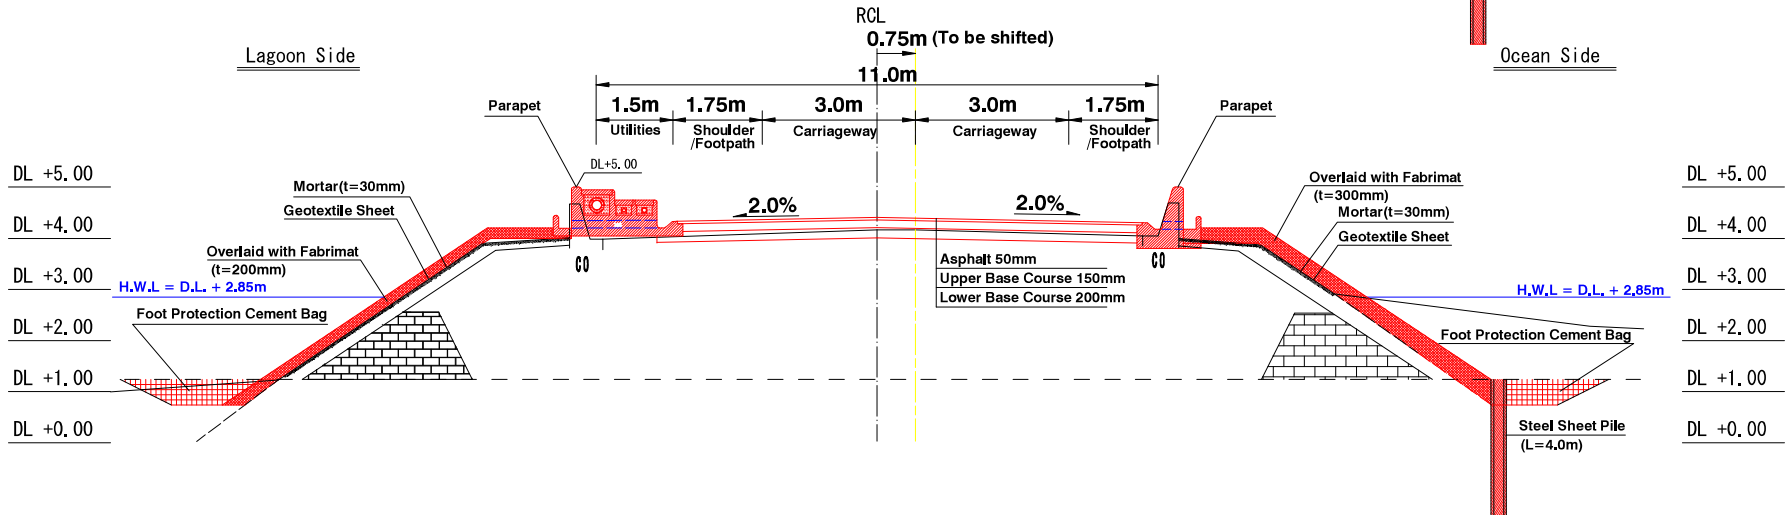 RCL
0.75m (To be shifted)
Lagoon Side
Ocean Side
11.0m
Parapet
1.5m
1.75m
3.0m
3.0m
1.75m
Parapet
Utilities
Shoulder
/Footpath
Carriageway
Carriageway
Shoulder
/Footpath
DL+5.00
DL +5.00
DL +5.00
Mortar(t=30mm)
Geotextile Sheet
2.0%
2.0%
Overlaid with Fabrimat
(t=300mm)
Mortar(t=30mm)
Geotextile Sheet
DL +4.00
DL +4.00
Overlaid with Fabrimat
(t=200mm)
CO
CO
Asphalt 50mm
Upper Base Course 150mm
Lower Base Course 200mm
DL +3.00
DL +3.00
H.W.L = D.L. + 2.85m
H.W.L = D.L. + 2.85m
Foot Protection Cement Bag
Foot Protection Cement Bag
DL +2.00
DL +2.00
DL +1.00
DL +1.00
DL +0.00
DL +0.00
Steel Sheet Pile
(L=4.0m)